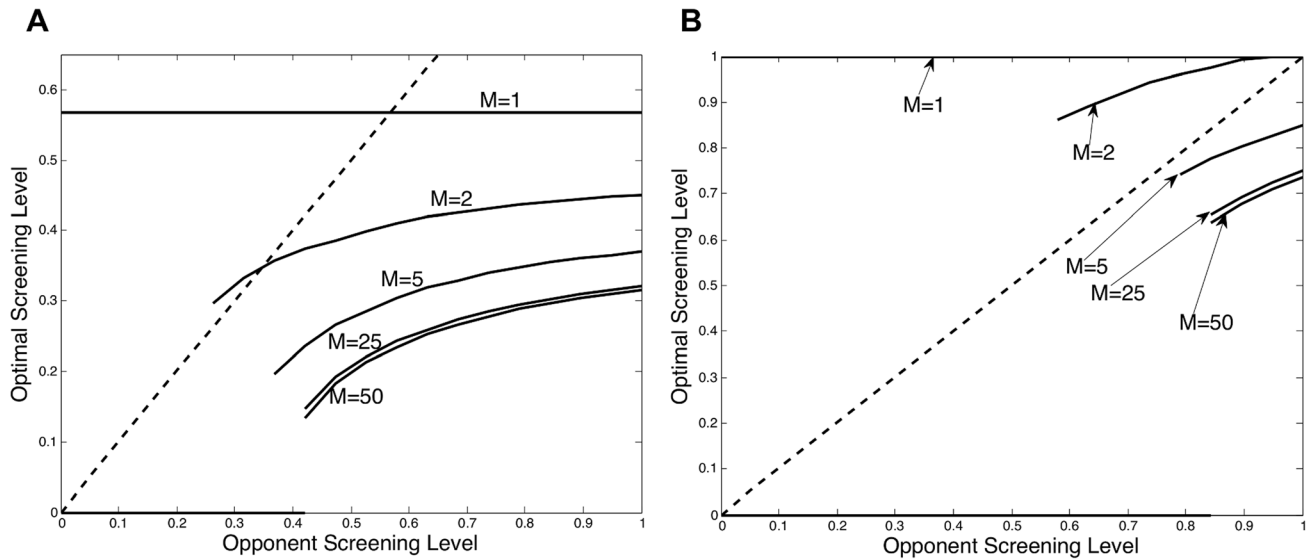 A
Optimal Screening Level
0.6
0.5
0.4
0.3
0.2
0.1
0
M=1
M=2
M=5
M=25
M=50
0 0.1 0.2 0.3 0.4 0.5 0.6 0.7 0.8 0.9 1
Opponent Screening Level
B
Optimal Screening Level
1
0.9
0.8
0.7
0.6
0.5
0.4
0.3
0.2
0.1
0
M=1
M=2
M=5
M=25
M=50
0 0.1 0.2 0.3 0.4 0.5 0.6 0.7 0.8 0.9 1
Opponent Screening Level